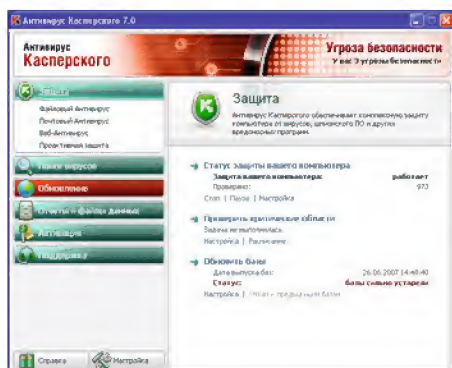 Антивирус Касперского 7.0
Антивирус
Касперского
Угроза безопасности
У вас 3 угрозы безопасности
Защита
Файловый Антивирус
Почтовый Антивирус
Веб-Антивирус
Проактивная защита
Поиск вирусов
Обновление
Отчеты и файлы данных
Активация
Поддержка
Справка
Настройка
Защита
Антивирус Касперского обеспечивает комплексную защиту
компьютера от вирусов, шпионского ПО и других
вредоносных программ.
Статус защиты вашего компьютера
Защита вашего компьютера: работает
Проверено: 973
Стоп | Пауза | Настройка
Проверить критические области
Задача не выполнялась.
Настройка | Расписание
Обновить базы
Дата выпуска баз: 26.06.2007 14:40:40
Статус: базы сильно устарели
Настройка | Откат к предыдущим базам